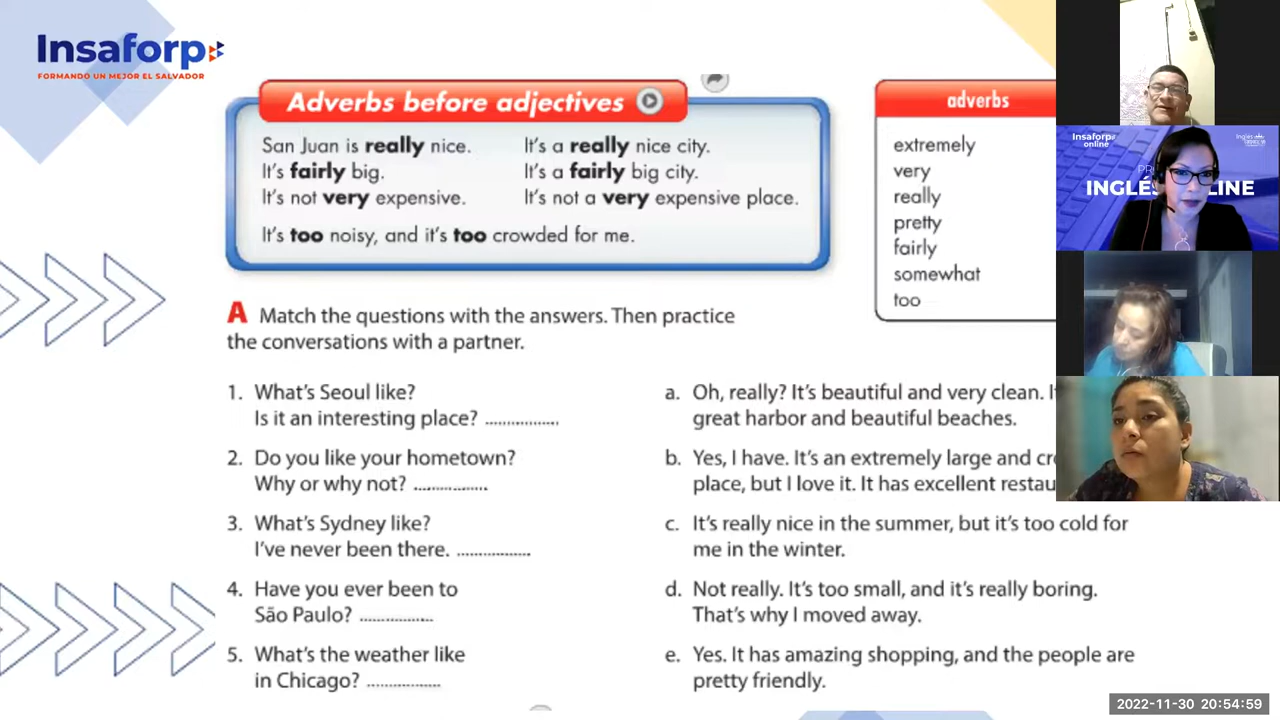 Insaforp
FORMANDO UN MEJOR EL SALVADOR
Adverbs before adjectives
San Juan is really nice.
It's fairly big.
It's not very expensive.
It's a really nice city.
It's a fairly big city.
It's not a very expensive place.
It's too noisy, and it's too crowded for me.
adverbs
extremely
very
really
pretty
fairly
somewhat
too
A Match the questions with the answers. Then practice
the conversations with a partner.
1. What's Seoul like?
Is it an interesting place? ..................
2. Do you like your hometown?
Why or why not? ..................
3. What's Sydney like?
I've never been there. ..................
4. Have you ever been to
São Paulo? ..................
5. What's the weather like
in Chicago? ..................
a. Oh, really? It's beautiful and very clean.
great harbor and beautiful beaches.
b. Yes, I have. It's an extremely large and
place, but I love it. It has excellent
c. It's really nice in the summer, but it's too cold for
me in the winter.
d. Not really. It's too small, and it's really boring.
That's why I moved away.
e. Yes. It has amazing shopping, and the people are
pretty friendly.
Insaforp
online
INGLÉS
LINE
2022-11-30 20:54:59